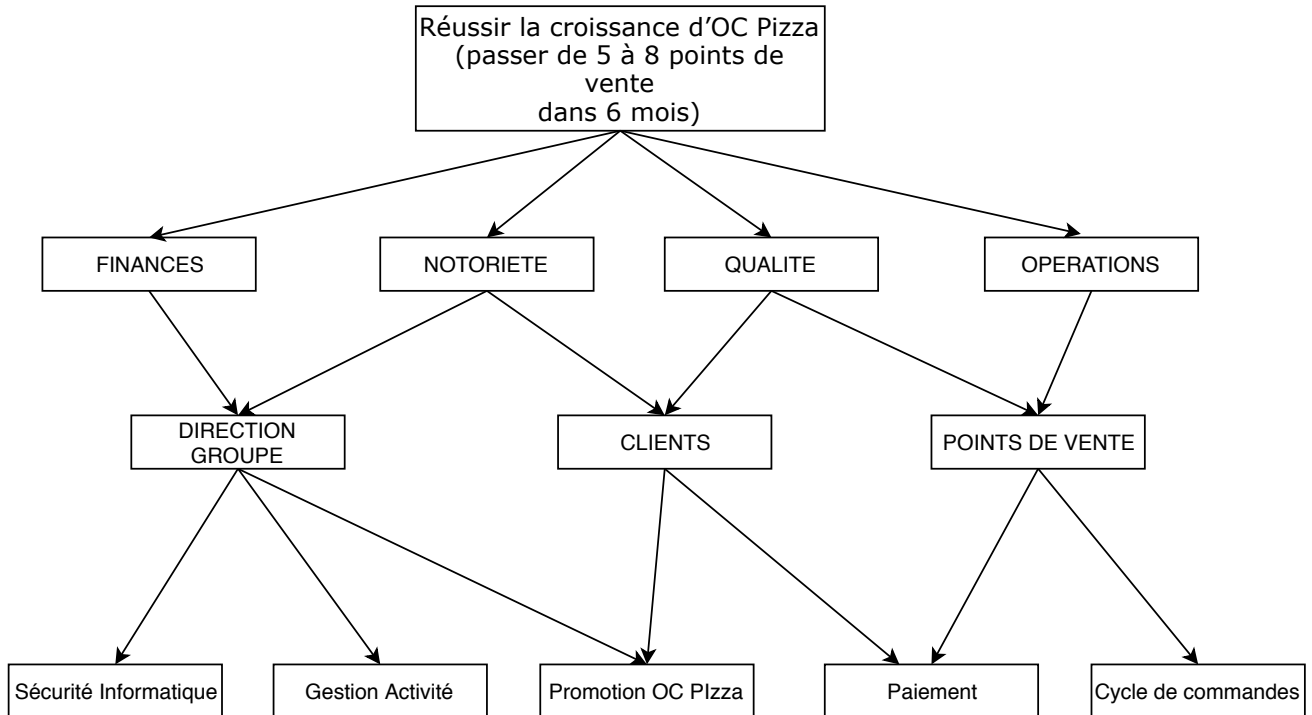 Réussir la croissance d'OC Pizza
(passer de 5 à 8 points de
vente
dans 6 mois)
FINANCES
NOTORIETE
QUALITE
OPERATIONS
DIRECTION
GROUPE
CLIENTS
POINTS DE VENTE
Sécurité Informatique
Gestion Activité
Promotion OC PIzza
Paiement
Cycle de commandes